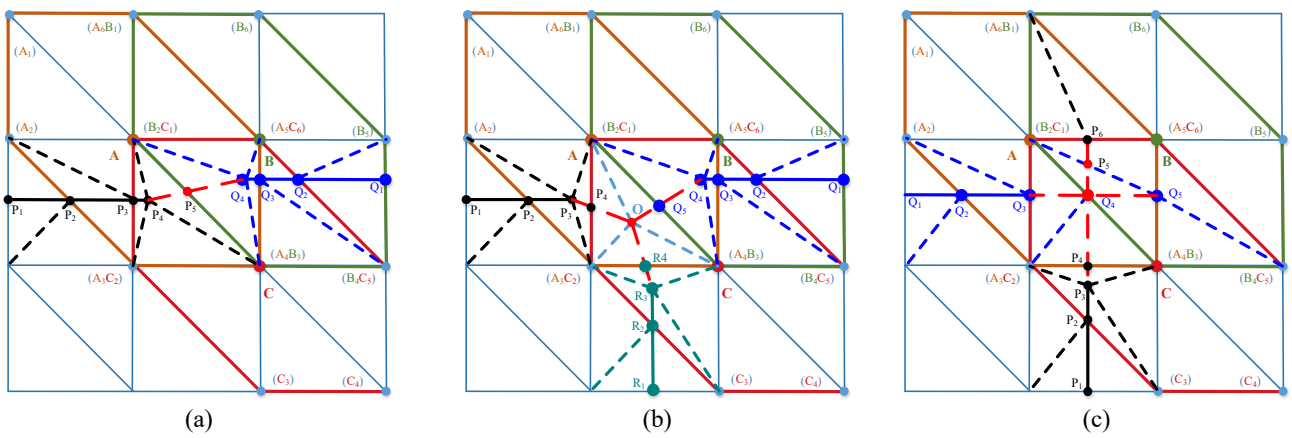 (A₆B₁) (B₆) (A₆B₁) (B₆) (A₆B₁) (B₆)
(A₁) (A₁) (A₁)
(A₂) (B₂C₁) (A₅C₆) (B₅) (A₂) (B₂C₁) (A₅C₆) (B₅) (A₂) (B₂C₁) P₆ (A₅C₆) (B₅)
A B A B A B
P₅
Q₄ Q₃ Q₂ Q₁ Q₄ Q₃ Q₂ Q₁
P₁ P₂ P₃ P₄ P₅ P₁ P₂ P₃ P₄ O Q₅ Q₁ Q₂ Q₃ Q₄ Q₅
(A₃C₂) (A₄B₃) (B₄C₅) (A₃C₂) R4 (A₄B₃) (B₄C₅) (A₃C₂) P₄ (A₄B₃) (B₄C₅)
C C C
R₃ P₃
R₂ P₂
(C₃) (C₄) R₁ (C₃) (C₄) P₁ (C₃) (C₄)
(a) (b) (c)